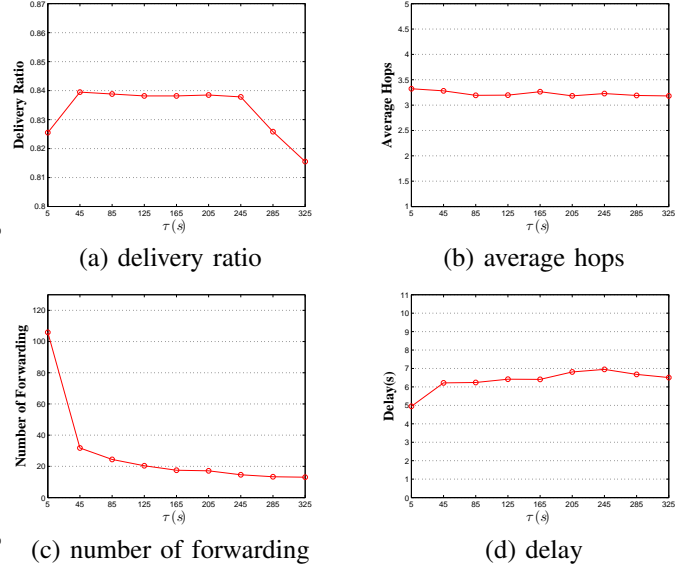 0.87
0.86
0.85
0.84
0.83
0.82
0.81
0.8
Delivery Ratio
5 45 85 125 165 205 245 285 325
τ(s)
(a) delivery ratio
5
4.5
4
3.5
3
2.5
2
1.5
1
Average Hops
5 45 85 125 165 205 245 285 325
τ(s)
(b) average hops
120
100
80
60
40
20
0
Number of Forwarding
5 45 85 125 165 205 245 285 325
τ(s)
(c) number of forwarding
11
10
9
8
7
6
5
4
3
2
1
0
Delay(s)
5 45 85 125 165 205 245 285 325
τ(s)
(d) delay